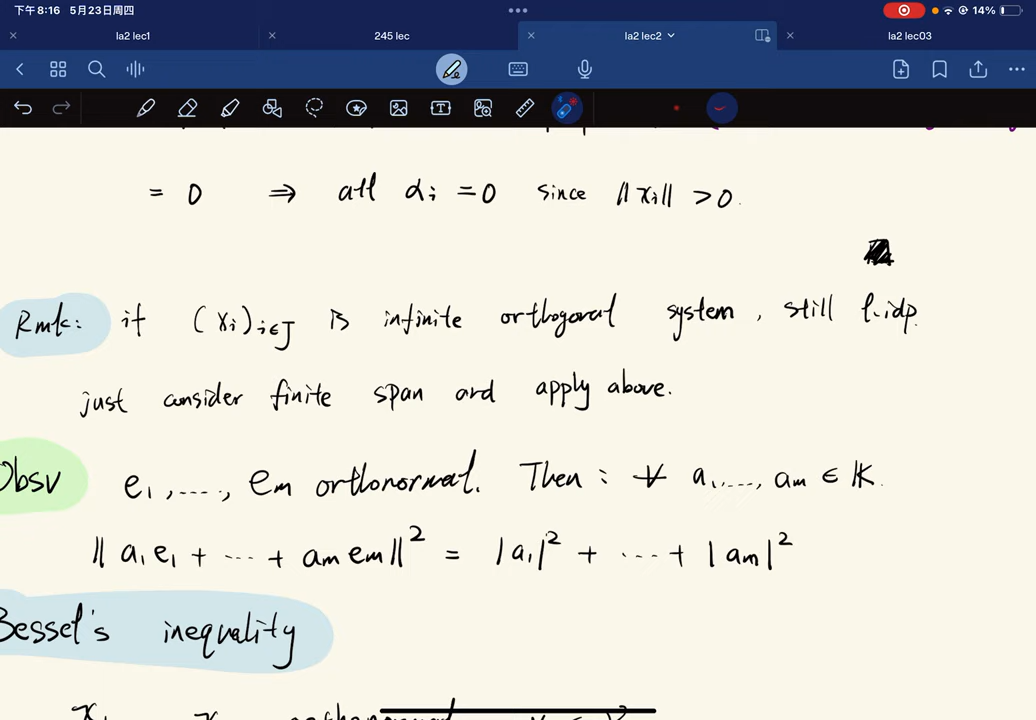 下午8:16 5月23日周四
14%
la2 lec1
245 lec
la2 lec2
la2 lec03
= 0 ⇒ all αi = 0 since ||xi|| > 0.
Rmk: if (xi)i∈J is infinite orthogonal system, still l.idp.
just consider finite span and apply above.
Obsv e1,...., em orthonormal. Then : ∀ a1,..., am ∈ 𝕂.
|| a1e1 + ... + amem ||² = |a1|² + ... + |am|²
Bessel's inequality